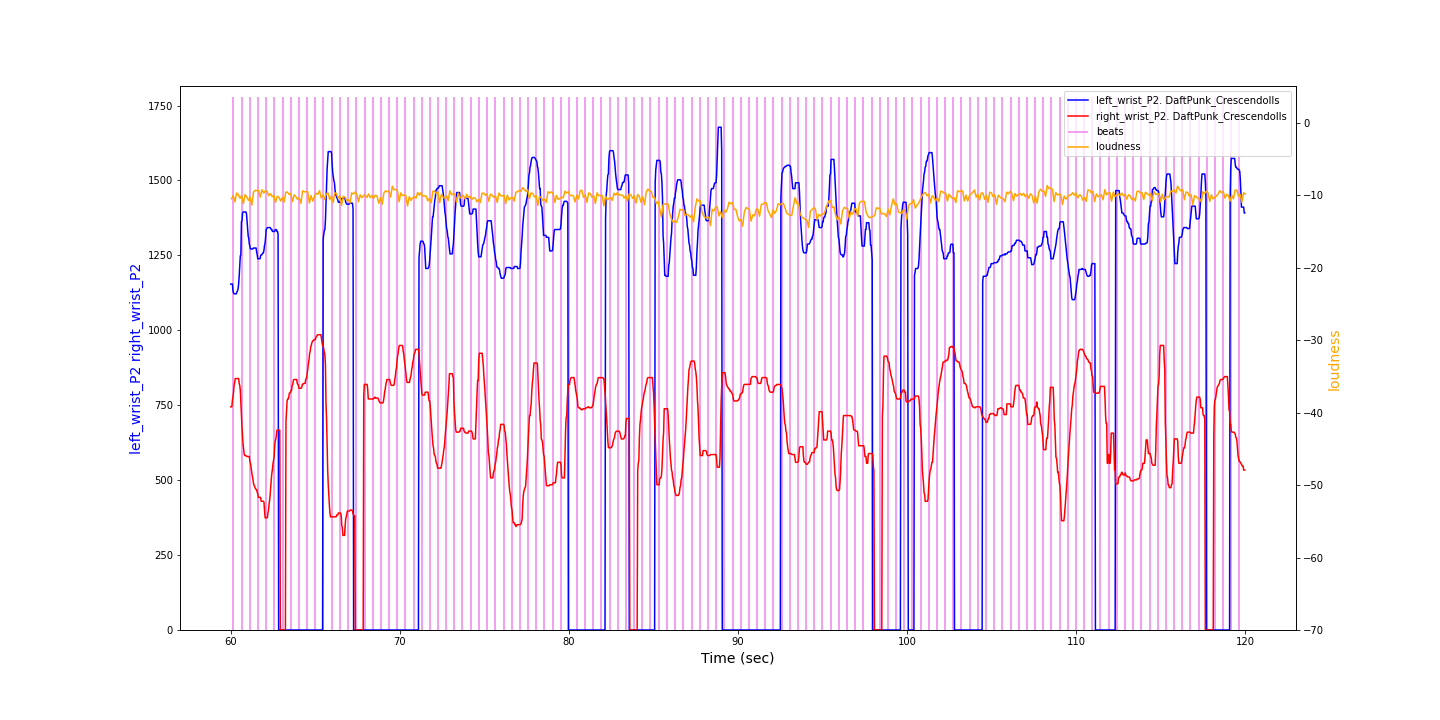 left_wrist_P2. DaftPunk_Crescendolls
right_wrist_P2. DaftPunk_Crescendolls
beats
loudness
1750
1500
1250
1000
750
500
250
0
left_wrist_P2 right_wrist_P2
0
−10
−20
−30
−40
−50
−60
−70
loudness
60 70 80 90 100 110 120
Time (sec)